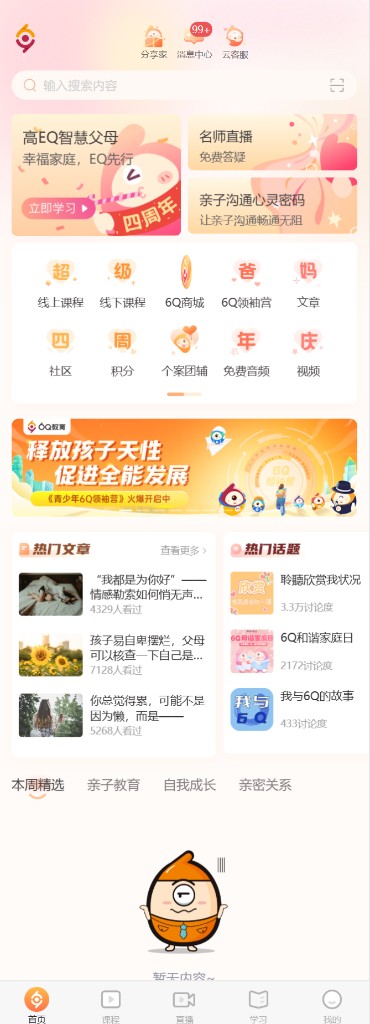 99+
分享家
消息中心
云客服
输入搜索内容
高EQ智慧父母
幸福家庭，EQ先行
立即学习
四周年
名师直播
免费答疑
亲子沟通心灵密码
让亲子沟通畅通无阻
超
级
爸
妈
线上课程
线下课程
6Q商城
6Q领袖营
文章
四
周
年
庆
社区
积分
个案团辅
免费音频
视频
6Q教育
释放孩子天性
促进全能发展
《青少年6Q领袖营》火爆开启中
6Q
热门文章
查看更多 >
“我都是为你好”——
情感勒索如何悄无声...
4329人看过
孩子易自卑摆烂，父母
可以核查一下自己是...
7128人看过
你总觉得累，可能不是
因为懒，而是——
5268人看过
热门话题
欣赏
聆聽欣赏我状况
3.3万讨论度
6Q和谐家庭日
6Q和谐家庭日
2172讨论度
我与
6Q
我与6Q的故事
433讨论度
本周精选
亲子教育
自我成长
亲密关系
暂无内容~
首页
课程
直播
学习
我的